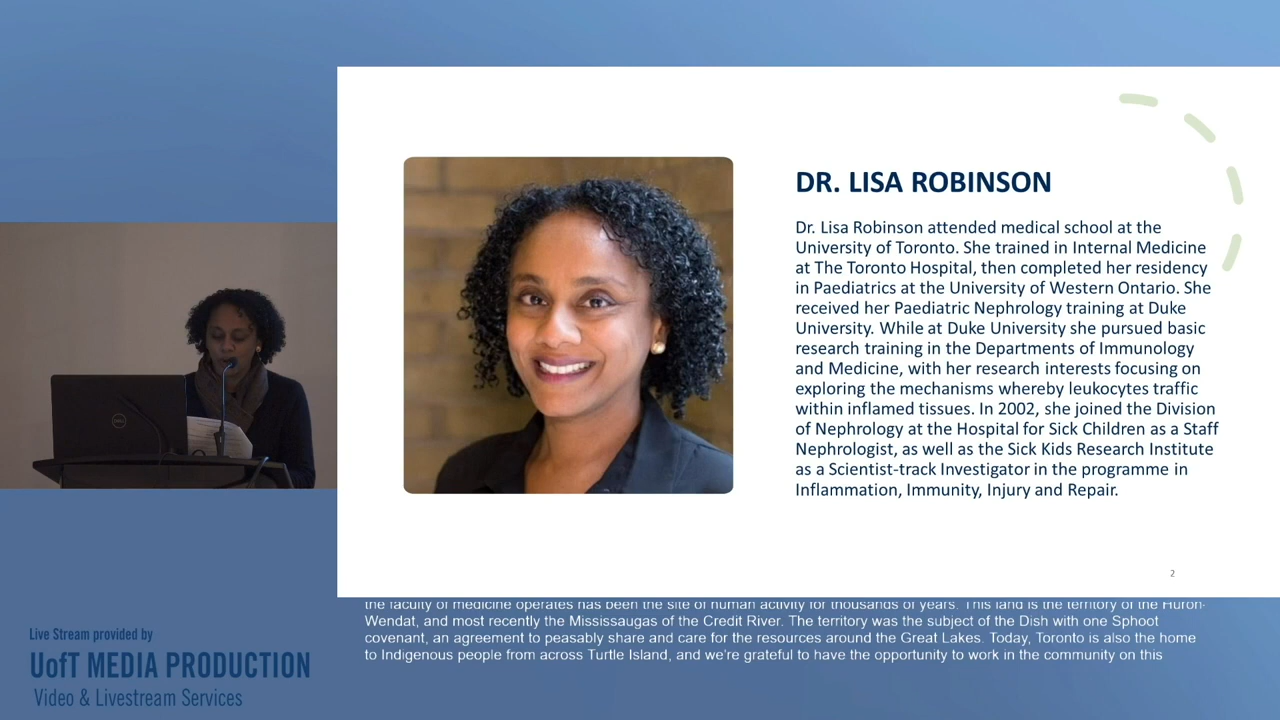 DR. LISA ROBINSON
Dr. Lisa Robinson attended medical school at the
University of Toronto. She trained in Internal Medicine
at The Toronto Hospital, then completed her residency
in Paediatrics at the University of Western Ontario. She
received her Paediatric Nephrology training at Duke
University. While at Duke University she pursued basic
research training in the Departments of Immunology
and Medicine, with her research interests focusing on
exploring the mechanisms whereby leukocytes traffic
within inflamed tissues. In 2002, she joined the Division
of Nephrology at the Hospital for Sick Children as a Staff
Nephrologist, as well as the Sick Kids Research Institute
as a Scientist-track Investigator in the programme in
Inflammation, Immunity, Injury and Repair.
2
the faculty of medicine operates has been the site of human activity for thousands of years. This land is the territory of the Huron-
Wendat, and most recently the Mississaugas of the Credit River. The territory was the subject of the Dish with one Sphoot
covenant, an agreement to peasably share and care for the resources around the Great Lakes. Today, Toronto is also the home
to Indigenous people from across Turtle Island, and we're grateful to have the opportunity to work in the community on this
Live Stream provided by
UofT MEDIA PRODUCTION
Video & Livestream Services